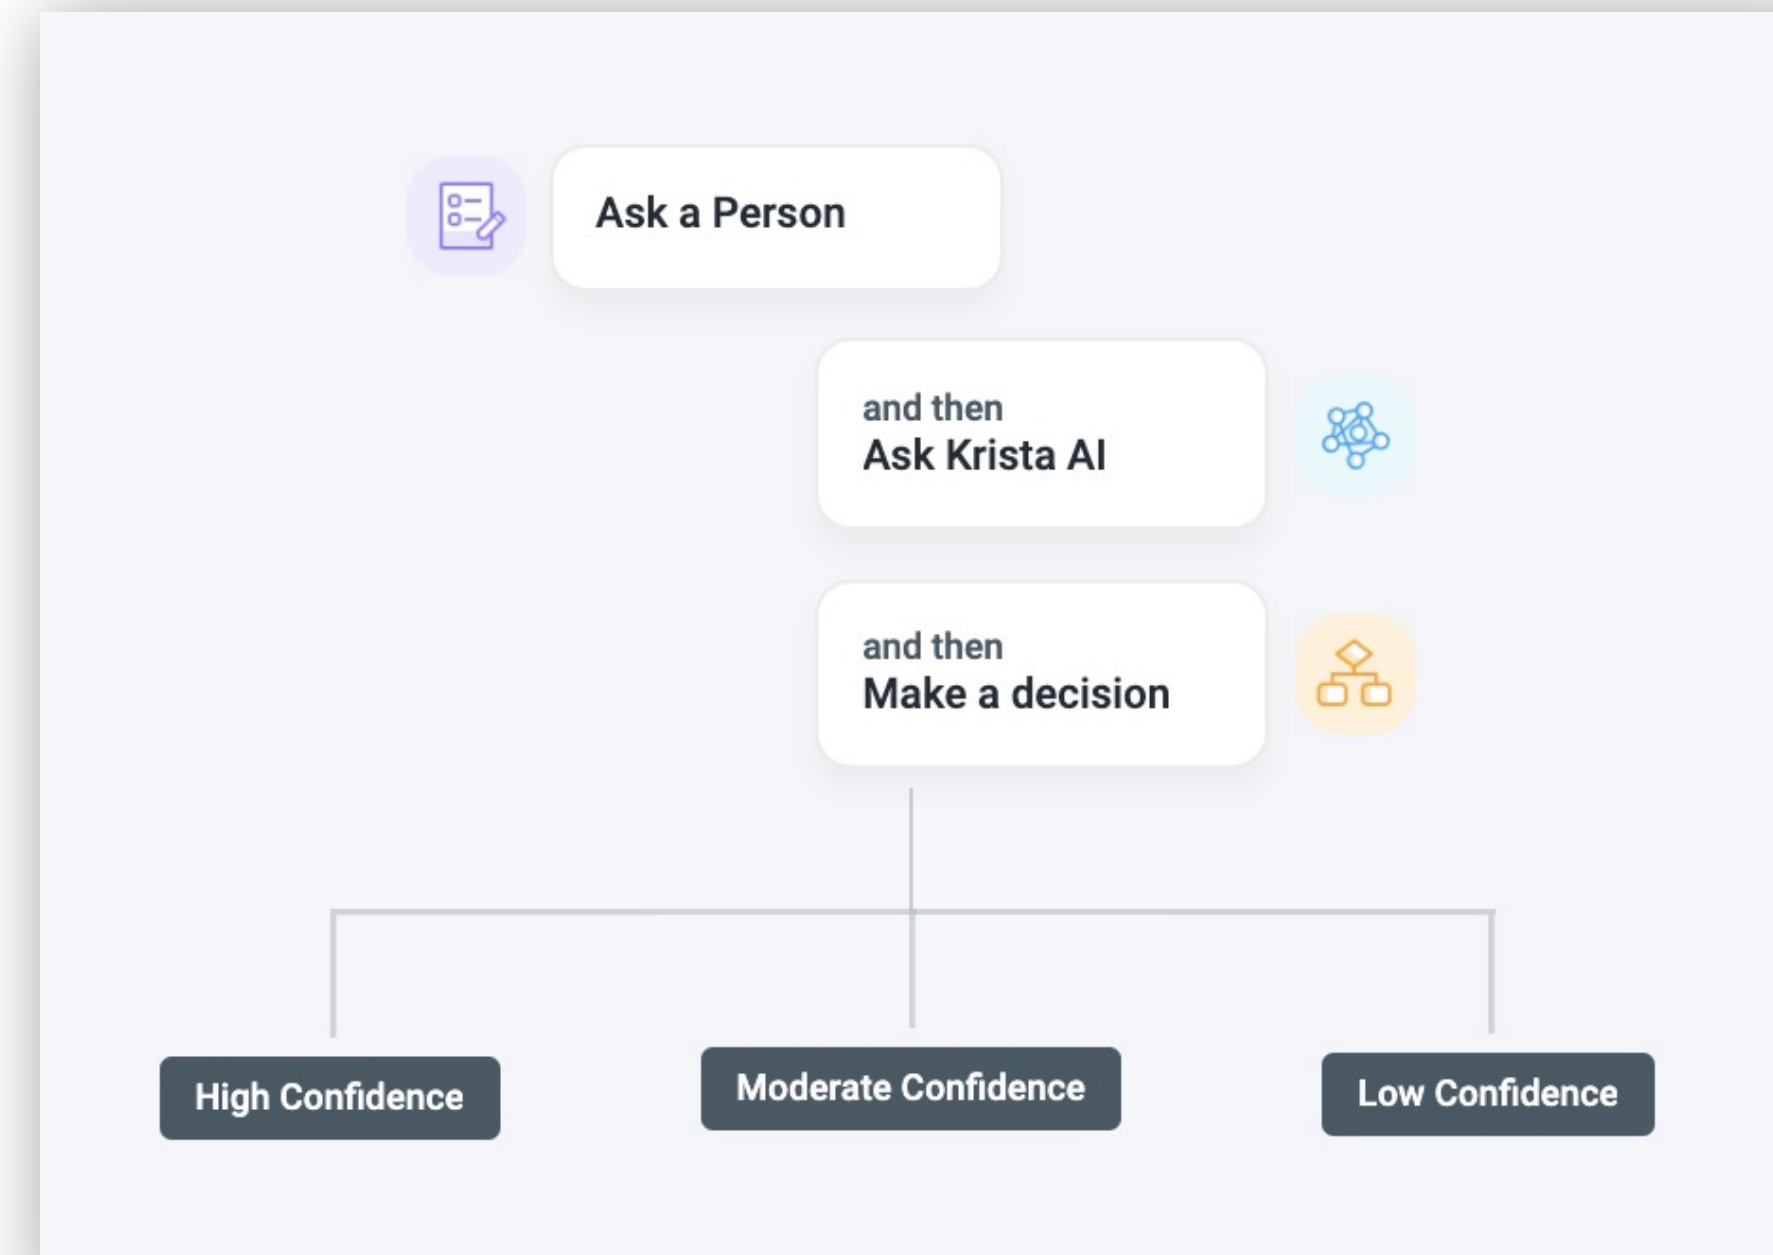 Ask a Person
and then
Ask Krista AI
and then
Make a decision
High Confidence
Moderate Confidence
Low Confidence